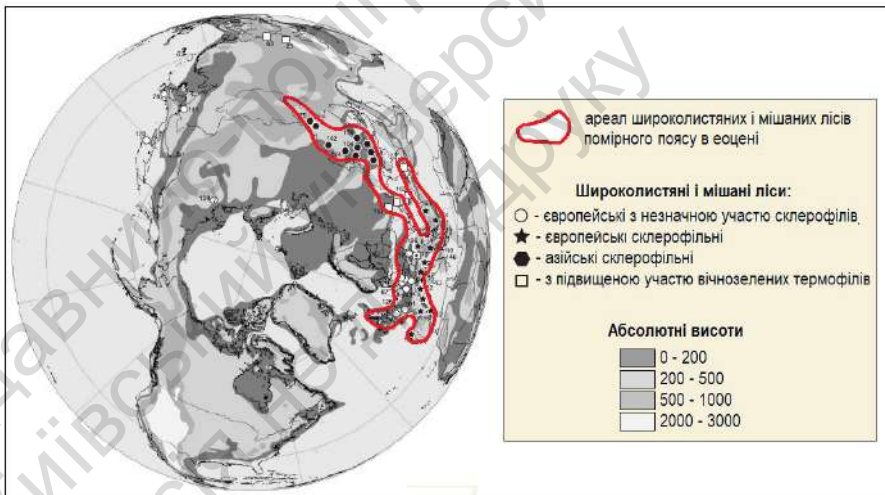 ареал широколистяних і мішаних лісів
помірного поясу в еоцені
Широколистяні і мішані ліси:
- європейські з незначною участю склерофілів
- європейські склерофільні
- азійські склерофільні
- з підвищеною участю вічнозелених термофілів
Абсолютні висоти
0 - 200
200 - 500
500 - 1000
2000 - 3000